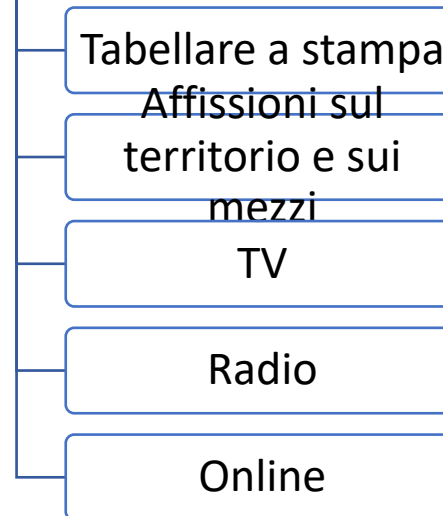 Tabellare a stampa
Affissioni sul
territorio e sui
mezzi
TV
Radio
Online